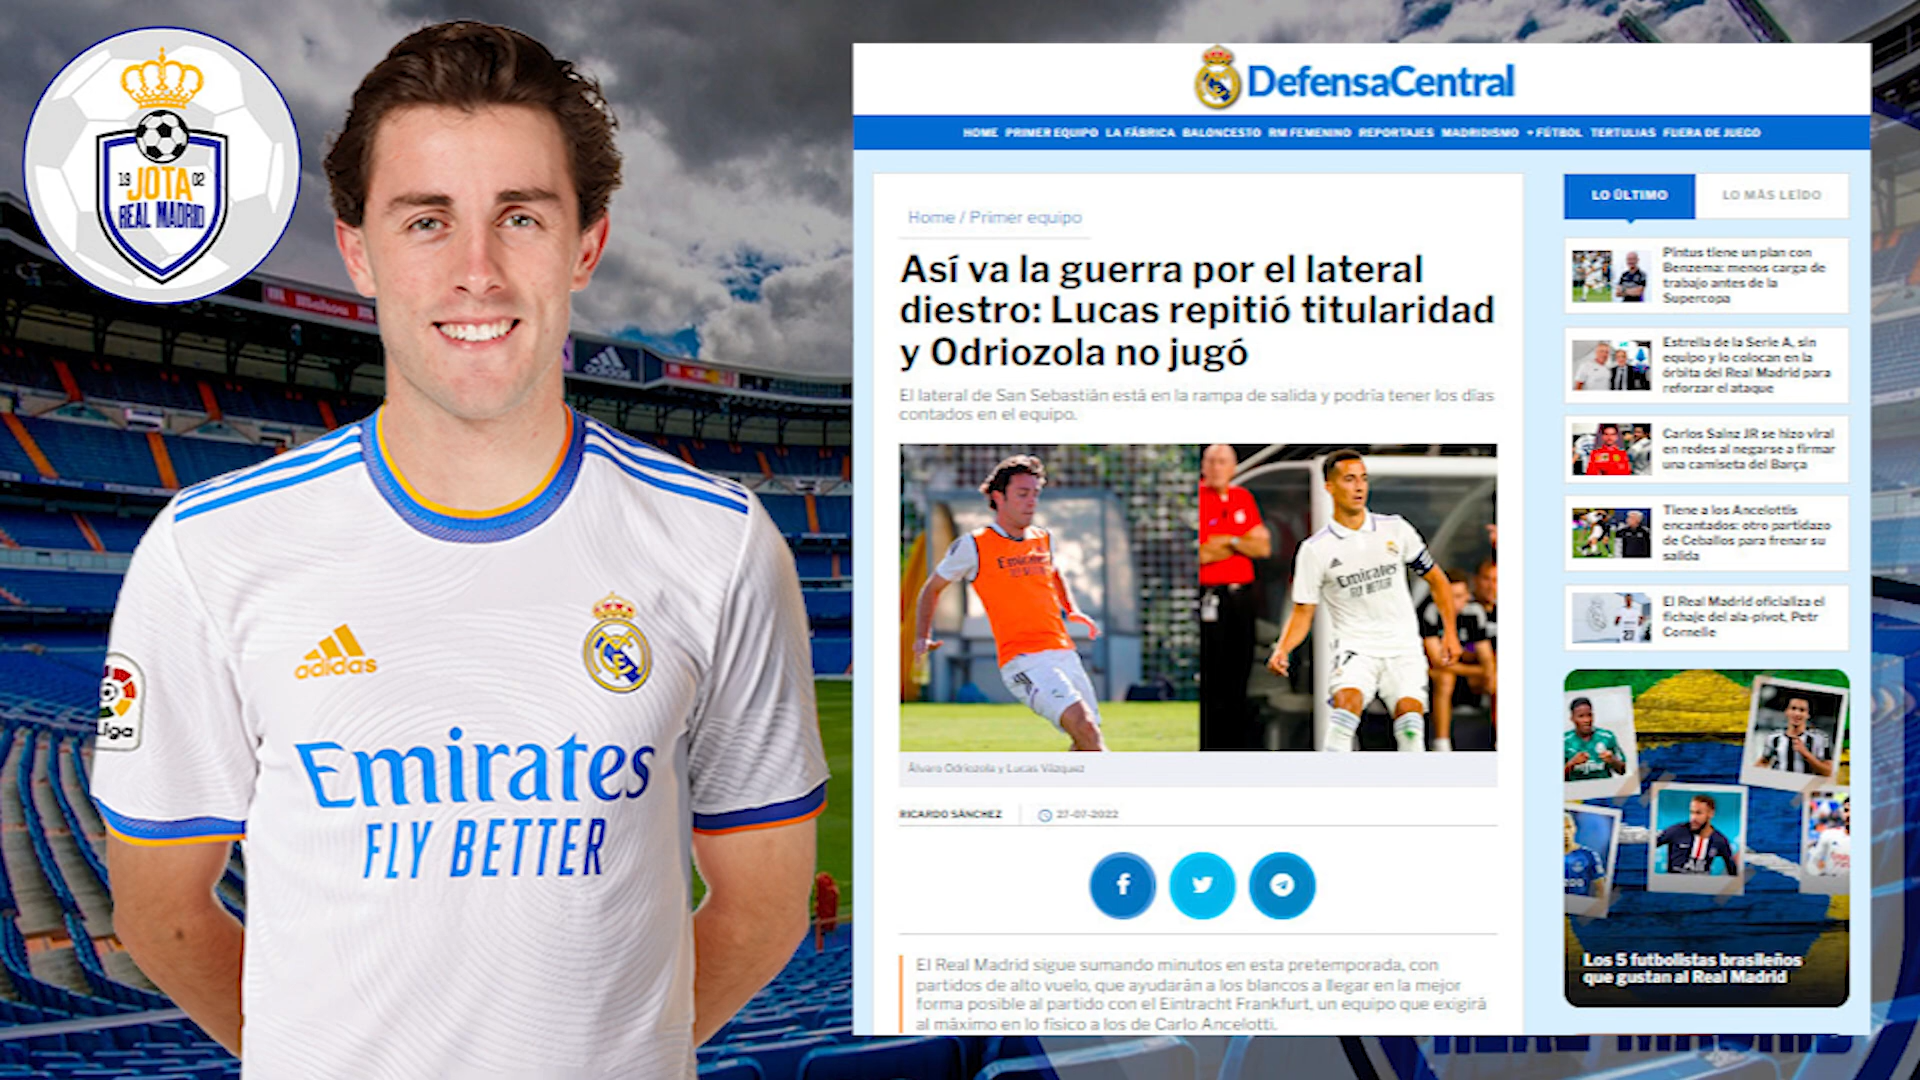 19 02
JOTA
REAL MADRID
adidas
Liga
Emirates
FLY BETTER
DefensaCentral
HOME PRIMER EQUIPO LA FÁBRICA BALONCESTO RM FEMENINO REPORTAJES MADRIDISMO + FÚTBOL TERTULIAS FUERA DE JUEGO
Home / Primer equipo
Así va la guerra por el lateral
diestro: Lucas repitió titularidad
y Odriozola no jugó
El lateral de San Sebastián está en la rampa de salida y podría tener los días
contados en el equipo.
Emirates
FLY BETTER
Álvaro Odriozola y Lucas Vázquez
RICARDO SÁNCHEZ 27-07-2022
El Real Madrid sigue sumando minutos en esta pretemporada, con
partidos de alto vuelo, que ayudarán a los blancos a llegar en la mejor
forma posible al partido con el Eintracht Frankfurt, un equipo que exigirá
al máximo en lo físico a los de Carlo Ancelotti.
LO ÚLTIMO LO MÁS LEÍDO
Pintus tiene un plan con
Benzema: menos carga de
trabajo antes de la
Supercopa
Estrella de la Serie A, sin
equipo y lo colocan en la
órbita del Real Madrid para
reforzar el ataque
Carlos Sainz JR se hizo viral
en redes al negarse a firmar
una camiseta del Barça
Tiene a los Ancelottis
encantados: otro partidazo
de Ceballos para frenar su
salida
El Real Madrid oficializa el
fichaje del ala-pívot, Petr
Cornelie
Los 5 futbolistas brasileños
que gustan al Real Madrid